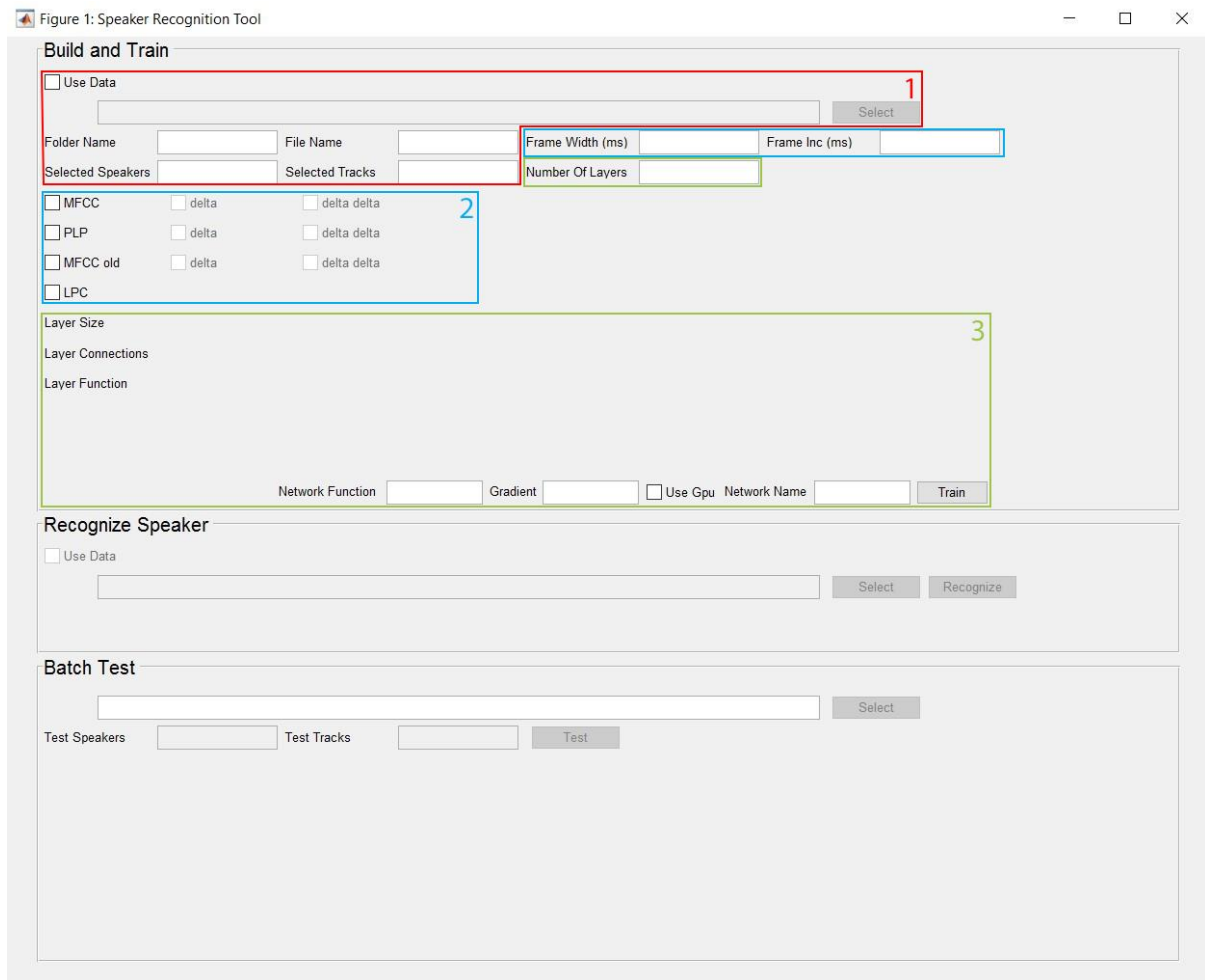 Figure 1: Speaker Recognition Tool
Build and Train
Use Data 1
Select
Folder Name File Name Frame Width (ms) Frame Inc (ms)
Selected Speakers Selected Tracks Number Of Layers
MFCC delta delta delta 2
PLP delta delta delta
MFCC old delta delta delta
LPC
Layer Size 3
Layer Connections
Layer Function
Network Function Gradient Use Gpu Network Name Train
Recognize Speaker
Use Data
Select Recognize
Batch Test
Select
Test Speakers Test Tracks Test